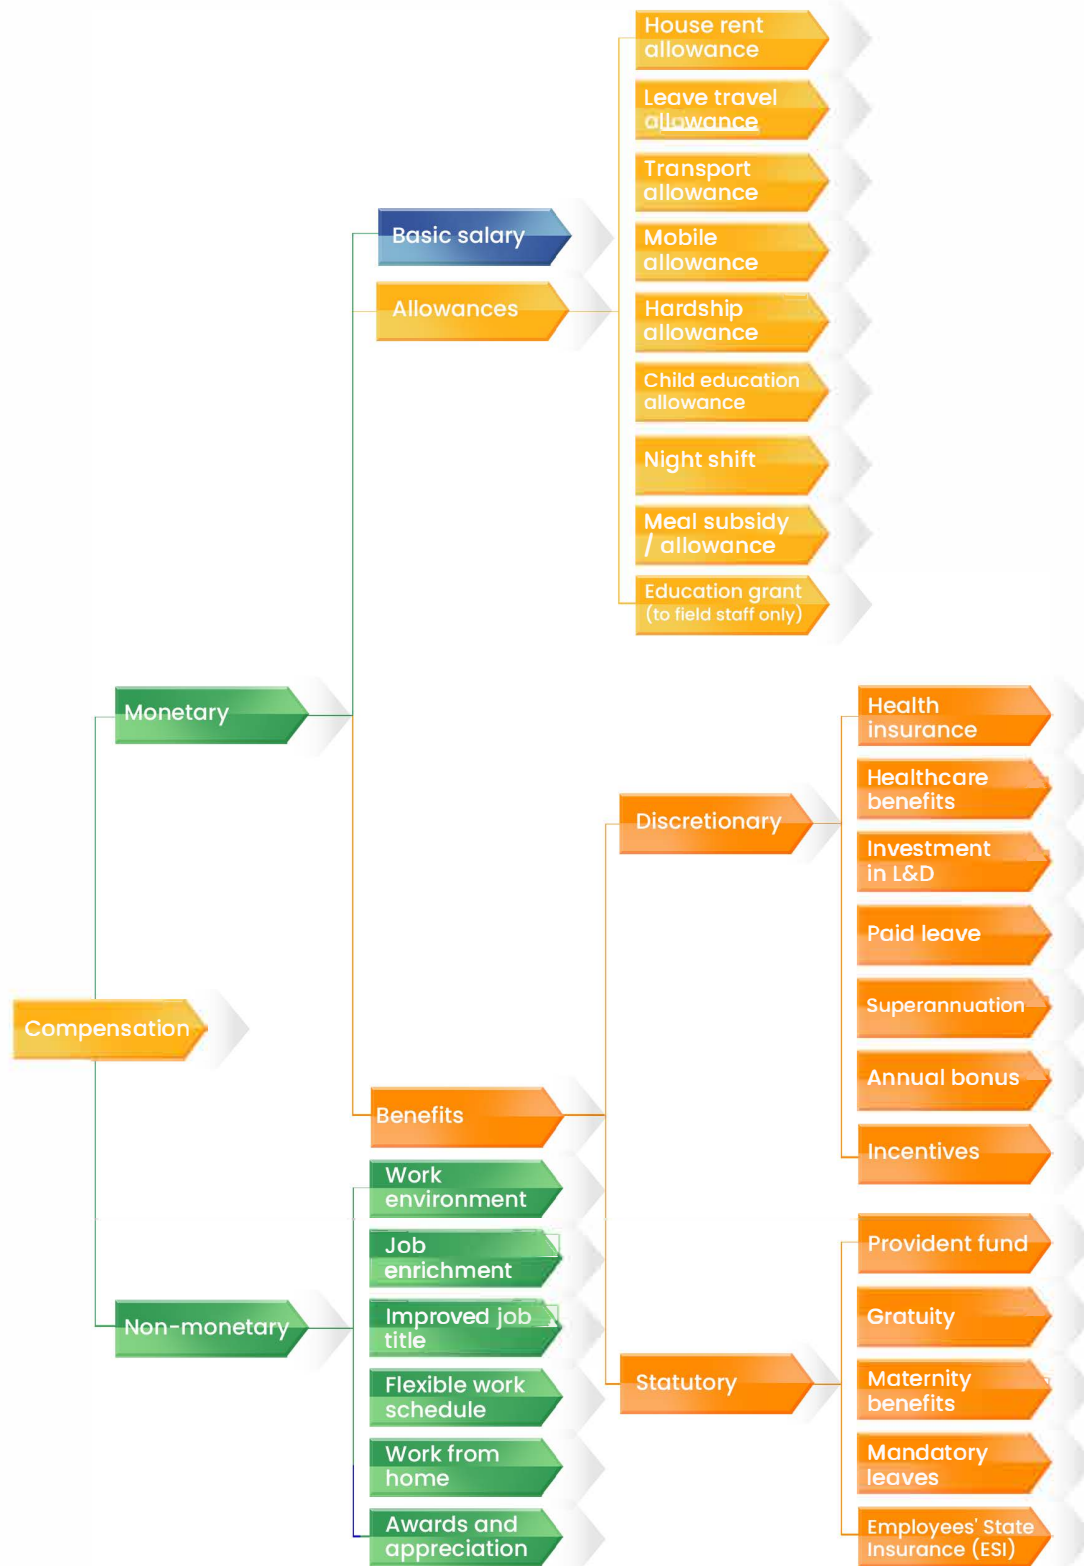 House rent
allowance
Leave travel
allowance
Transport
allowance
Basic salary
Mobile
allowance
Allowances
Hardship
allowance
Child education
allowance
Night shift
Meal subsidy
/ allowance
Education grant
(to field staff only)
Monetary
Health
insurance
Healthcare
benefits
Discretionary
Investment
in L&D
Paid leave
Superannuation
Compensation
Annual bonus
Benefits
Incentives
Work
environment
Job
enrichment
Improved job
title
Flexible work
schedule
Work from
home
Awards and
appreciation
Non-monetary
Provident fund
Gratuity
Statutory
Maternity
benefits
Mandatory
leaves
Employees' State
Insurance (ESI)